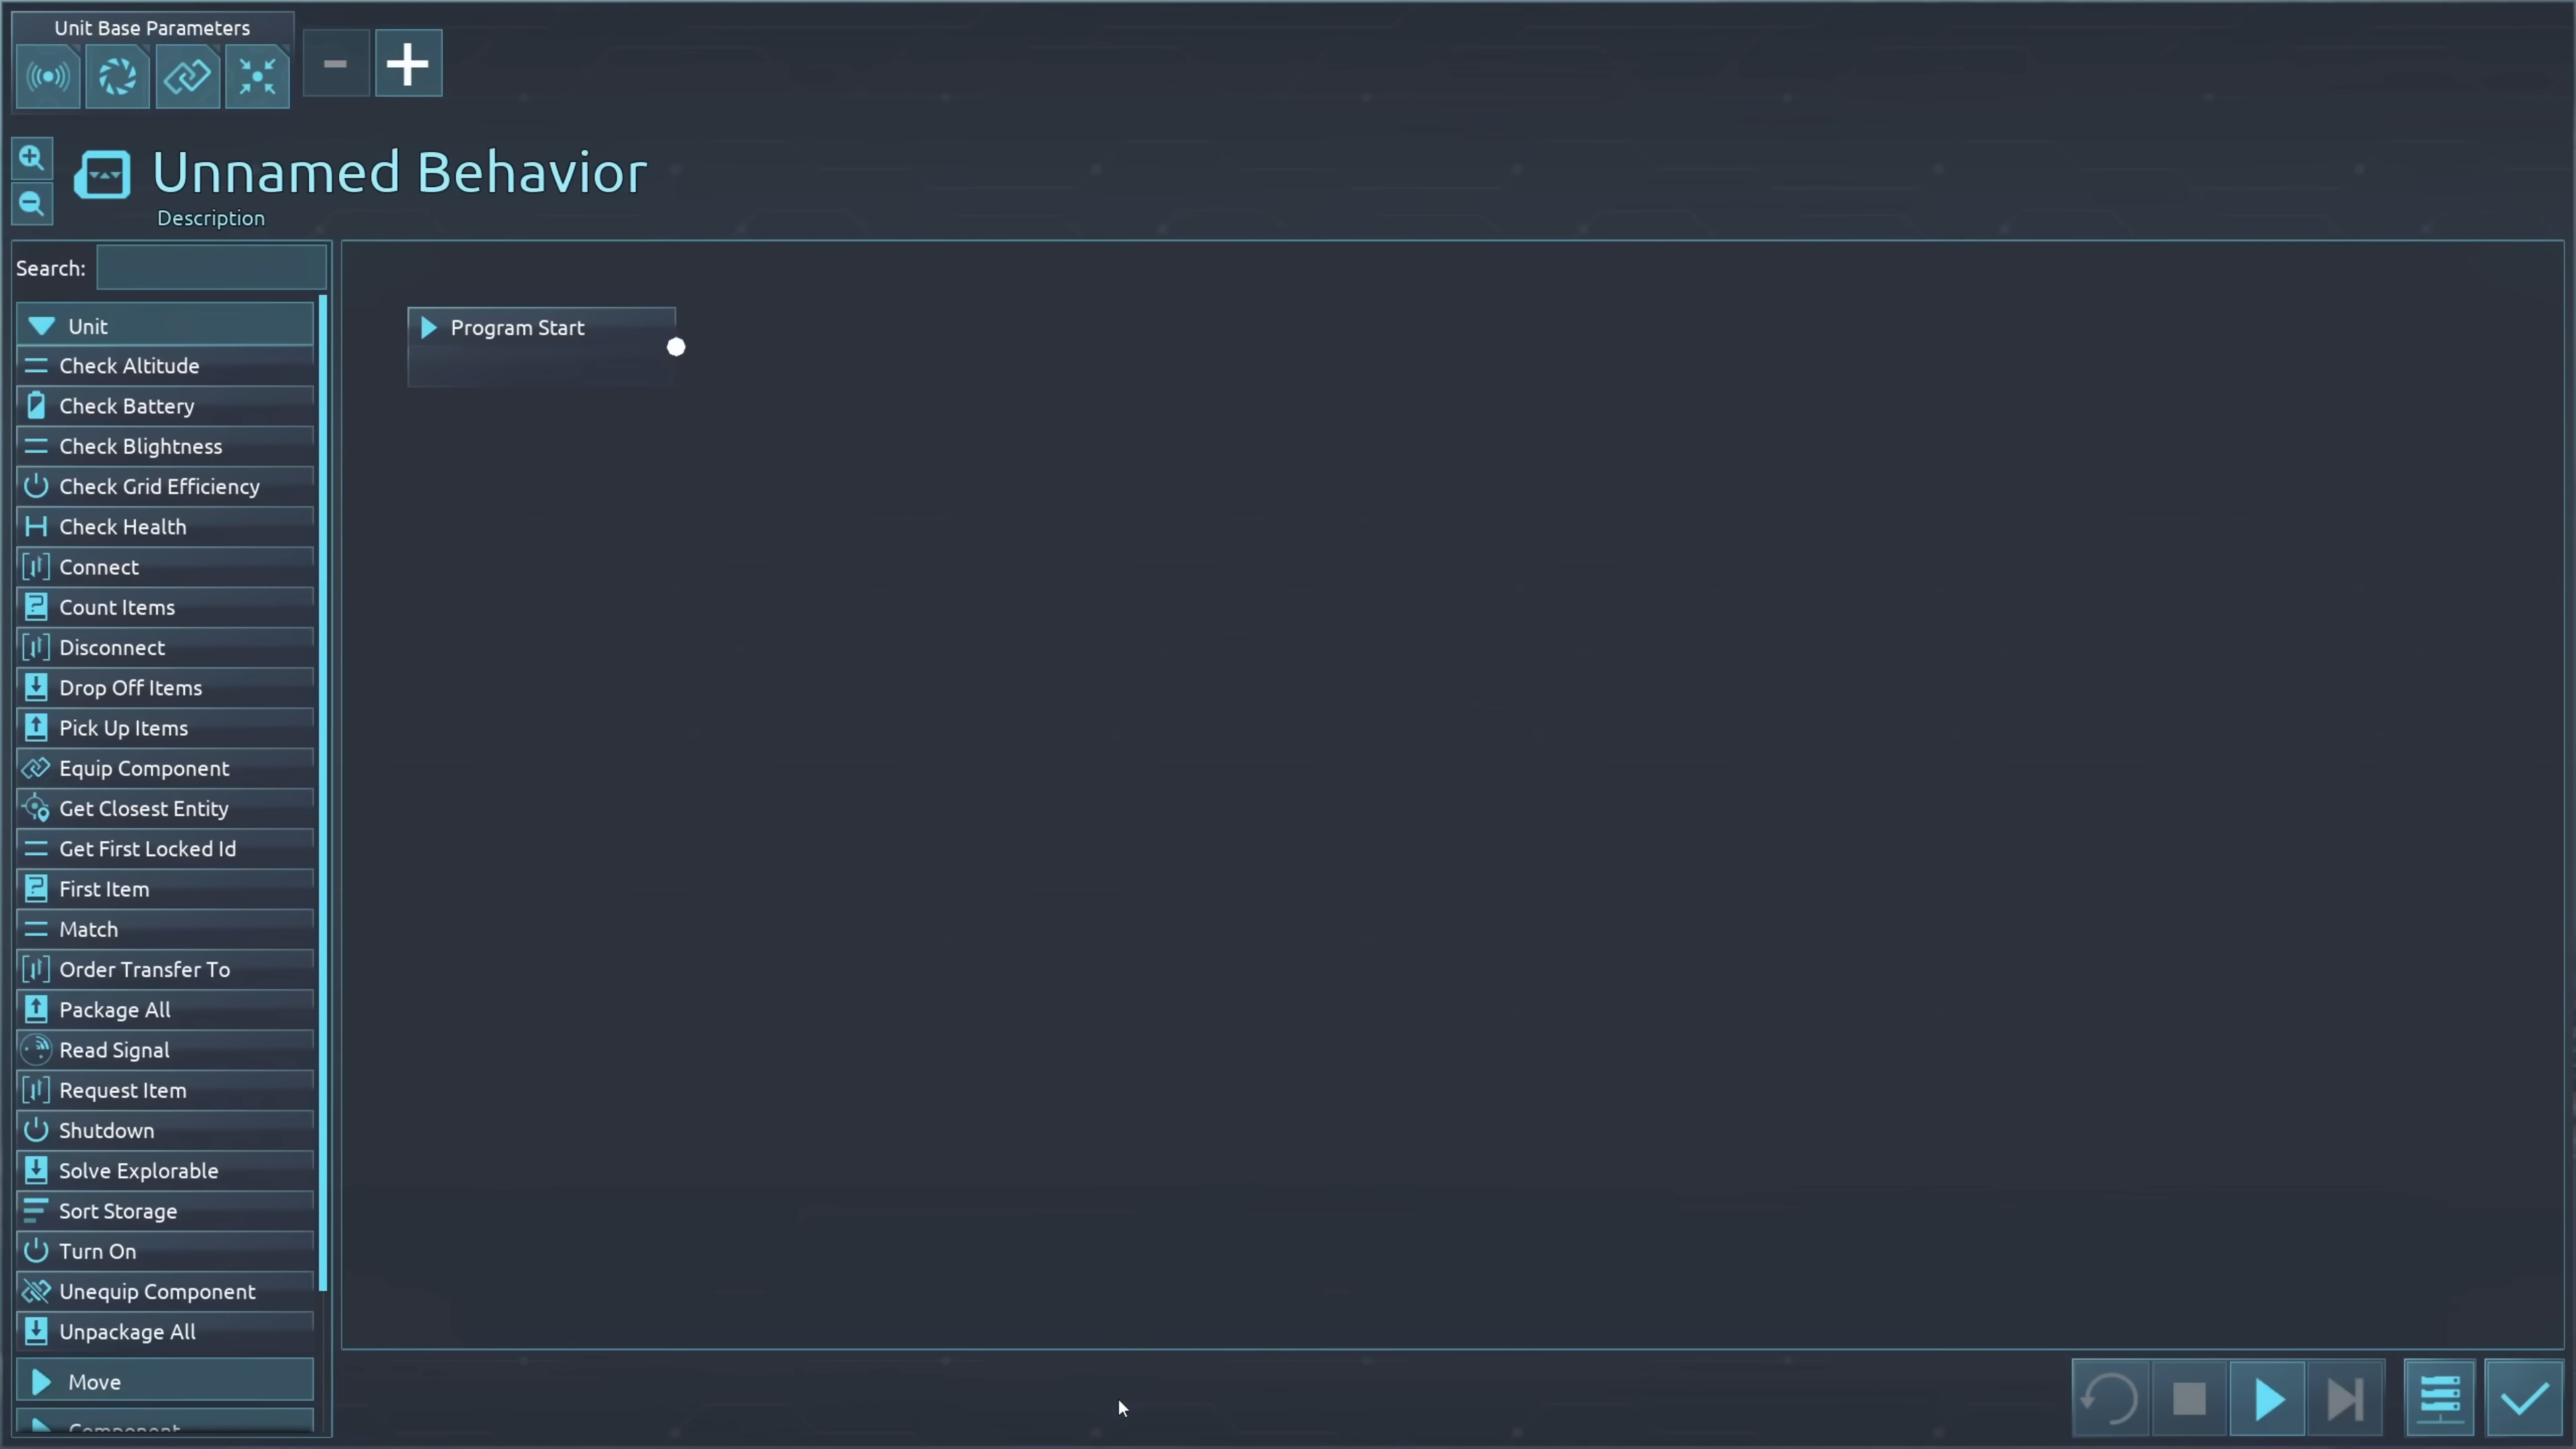 Unit Base Parameters
Unnamed Behavior
Description
Search:
Unit
Check Altitude
Check Battery
Check Blightness
Check Grid Efficiency
Check Health
Connect
Count Items
Disconnect
Drop Off Items
Pick Up Items
Equip Component
Get Closest Entity
Get First Locked Id
First Item
Match
Order Transfer To
Package All
Read Signal
Request Item
Shutdown
Solve Explorable
Sort Storage
Turn On
Unequip Component
Unpackage All
Move
Component
Program Start